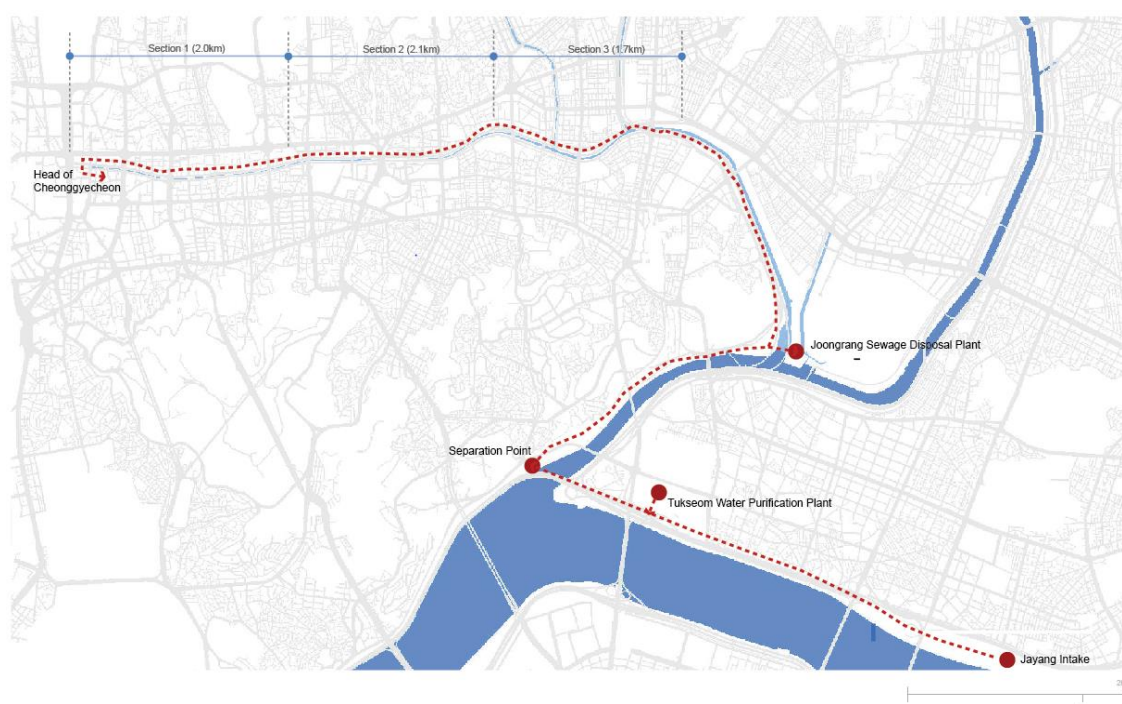 Section 1 (2.0km)
Section 2 (2.1km)
Section 3 (1.7km)
Head of
Cheonggyecheon
Joongrang Sewage Disposal Plant
Separation Point
Tukseom Water Purification Plant
Jayang Intake